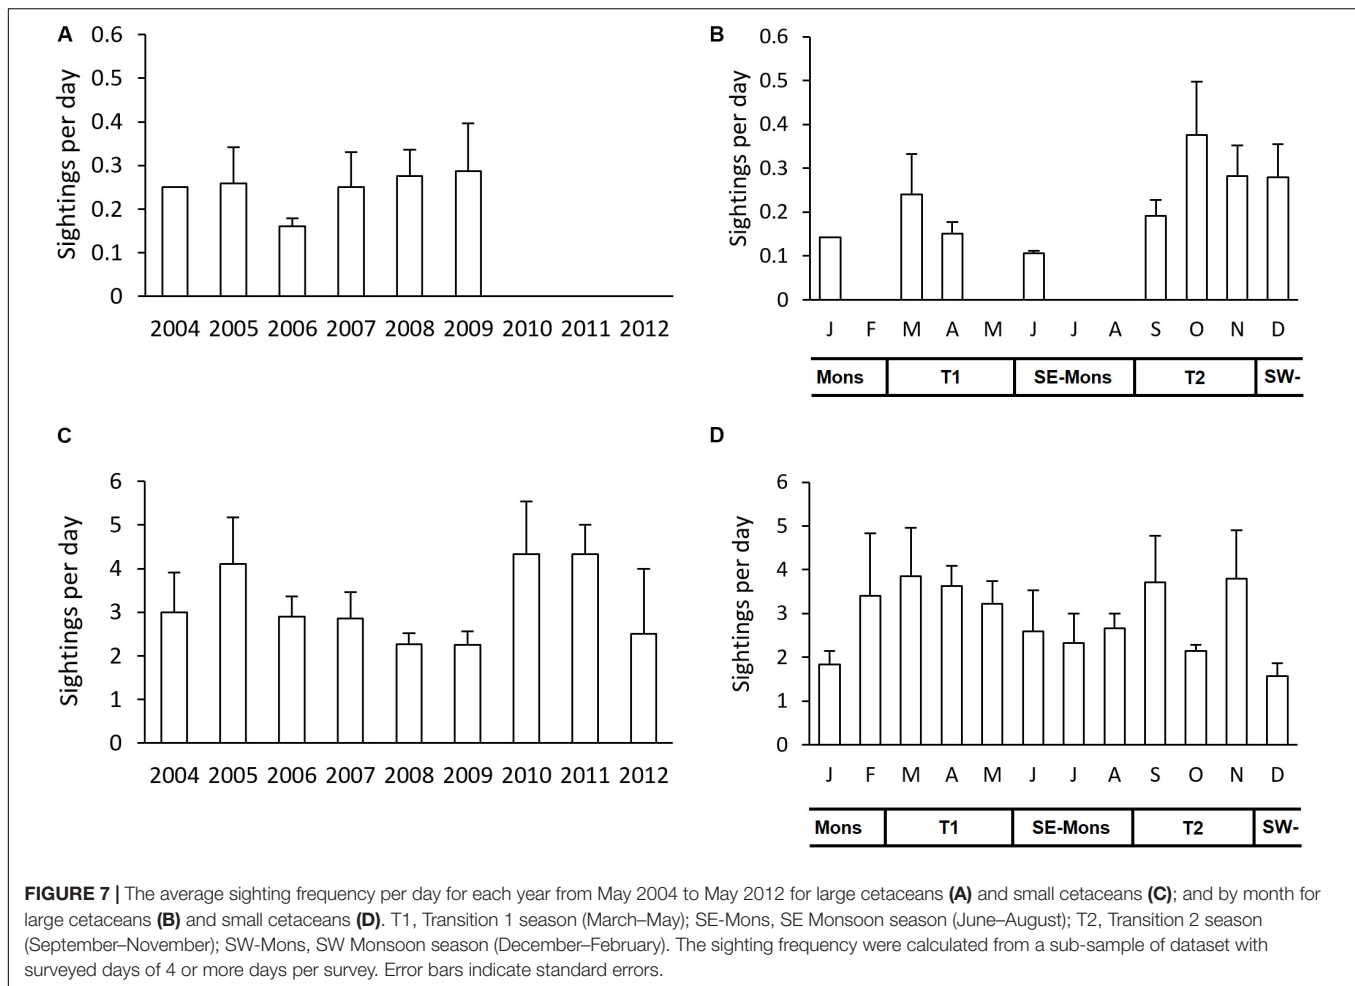 A
0.6
0.5
0.4
0.3
0.2
0.1
0
Sightings per day
2004 2005 2006 2007 2008 2009 2010 2011 2012
B
0.6
0.5
0.4
0.3
0.2
0.1
0
Sightings per day
J F M A M J J A S O N D
Mons T1 SE-Mons T2 SW-
C
6
5
4
3
2
1
0
Sightings per day
2004 2005 2006 2007 2008 2009 2010 2011 2012
D
6
5
4
3
2
1
0
Sightings per day
J F M A M J J A S O N D
Mons T1 SE-Mons T2 SW-
FIGURE 7 | The average sighting frequency per day for each year from May 2004 to May 2012 for large cetaceans (A) and small cetaceans (C); and by month for
large cetaceans (B) and small cetaceans (D). T1, Transition 1 season (March–May); SE-Mons, SE Monsoon season (June–August); T2, Transition 2 season
(September–November); SW-Mons, SW Monsoon season (December–February). The sighting frequency were calculated from a sub-sample of dataset with
surveyed days of 4 or more days per survey. Error bars indicate standard errors.